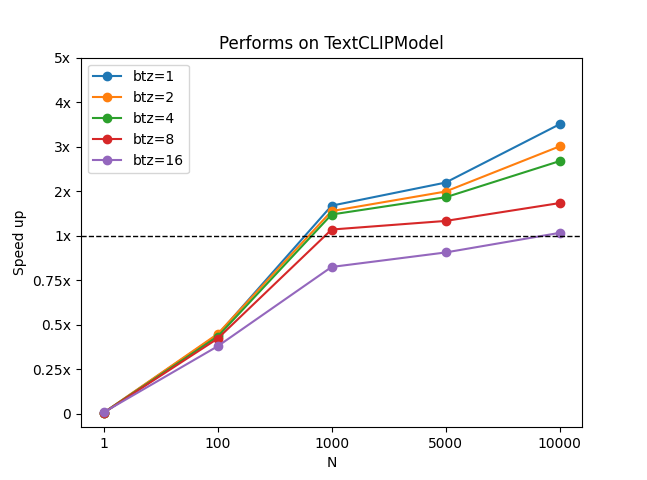 Performs on TextCLIPModel
5x
4x
3x
2x
1x
0.75x
0.5x
0.25x
0
Speed up
btz=1
btz=2
btz=4
btz=8
btz=16
1
100
1000
5000
10000
N